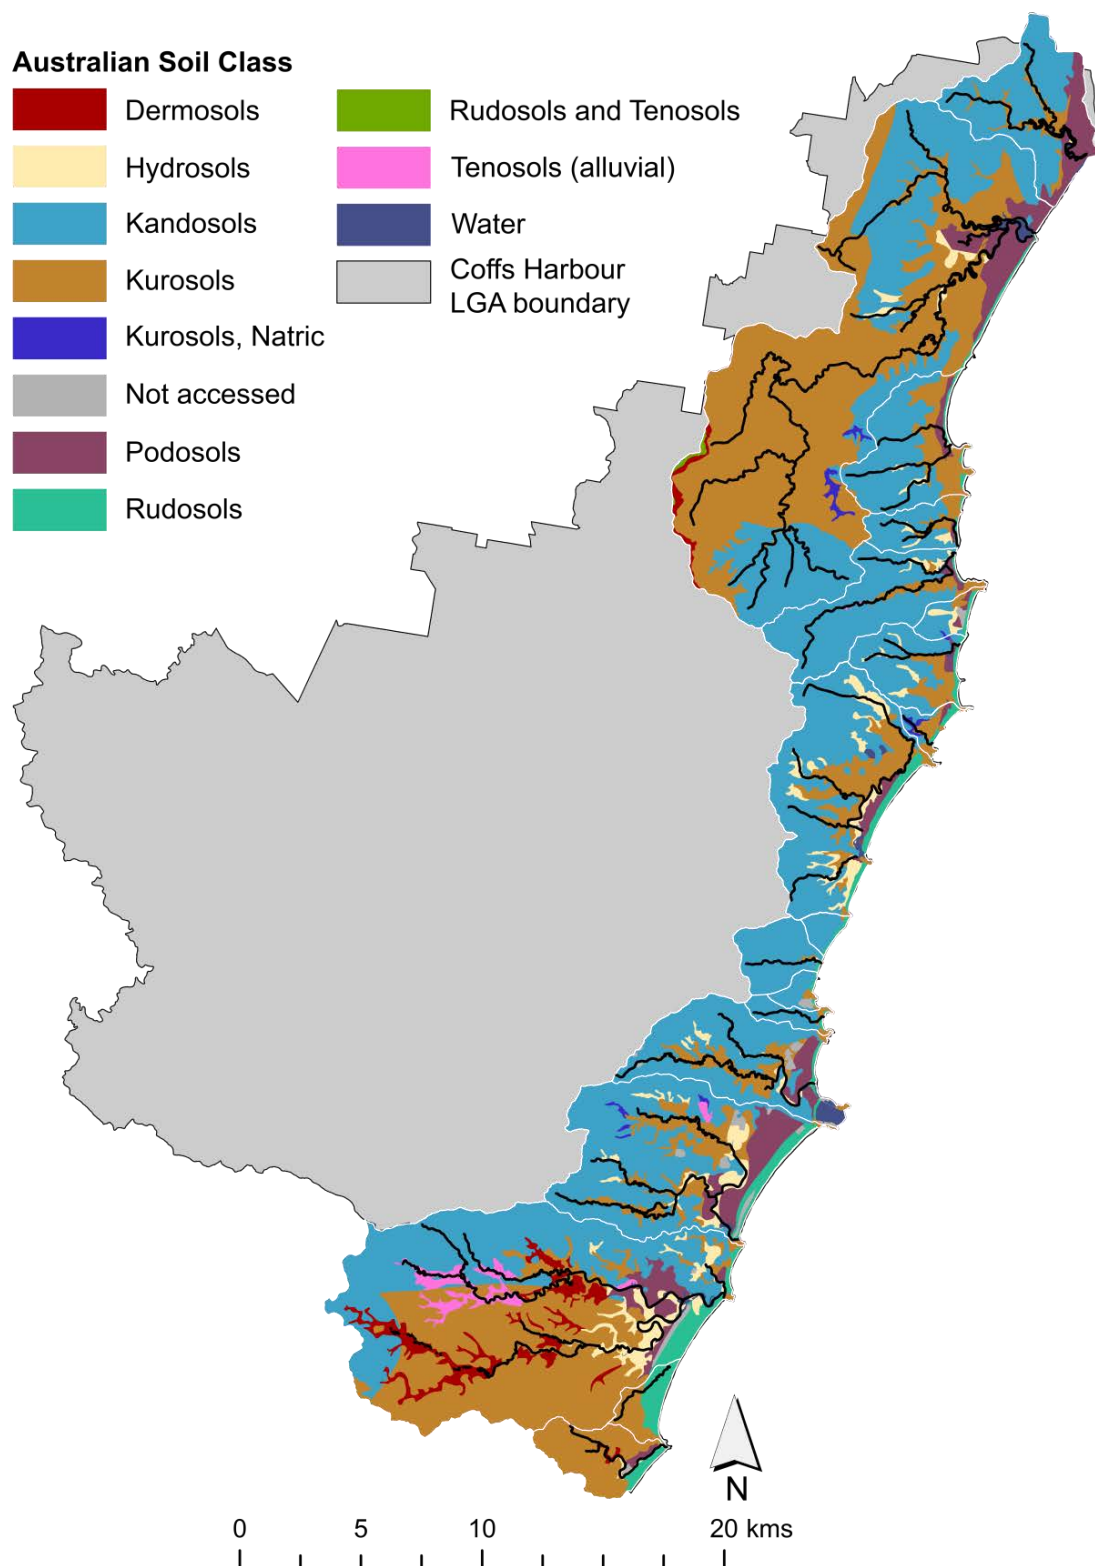 Australian Soil Class
Dermosols
Hydrosols
Kandosols
Kurosols
Kurosols, Natric
Not accessed
Podosols
Rudosols
Rudosols and Tenosols
Tenosols (alluvial)
Water
Coffs Harbour
LGA boundary
N
0 5 10 20 kms